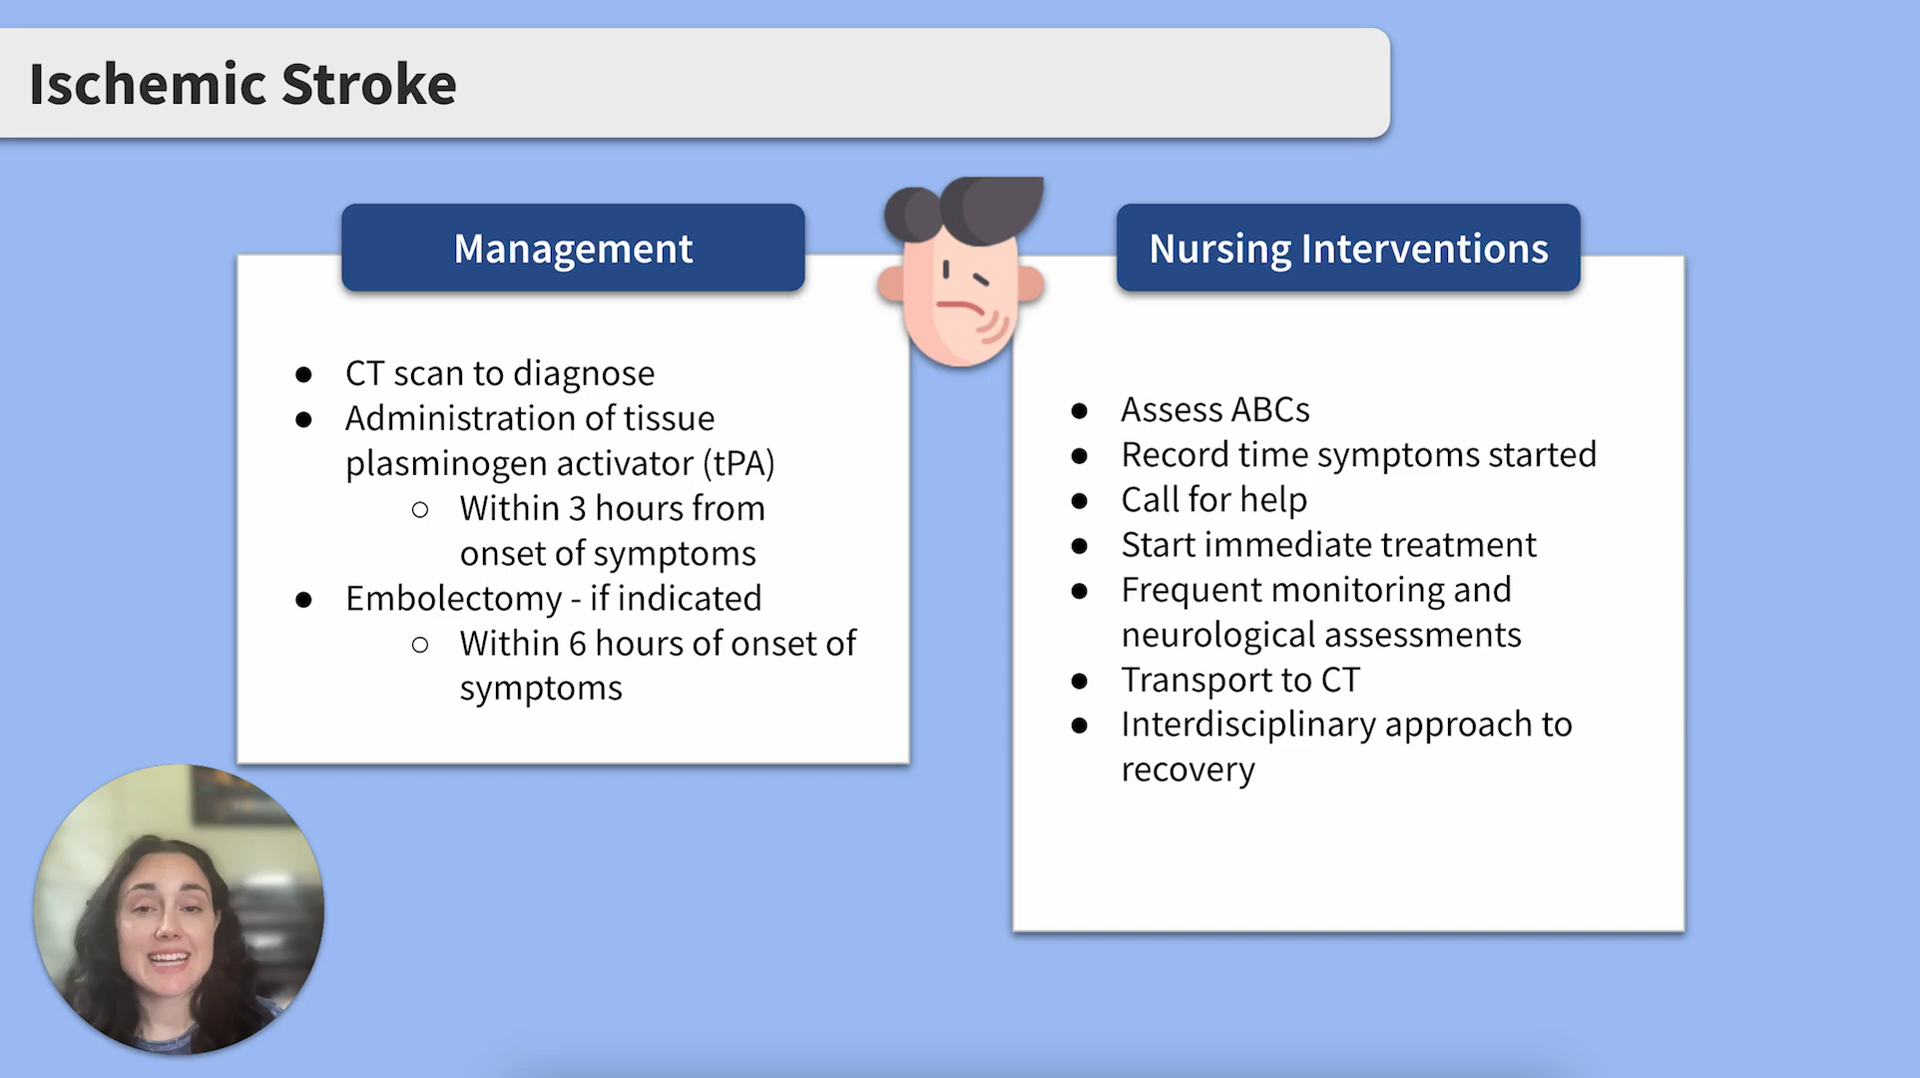 Ischemic Stroke
Management
● CT scan to diagnose
● Administration of tissue
plasminogen activator (tPA)
○ Within 3 hours from
onset of symptoms
● Embolectomy - if indicated
○ Within 6 hours of onset of
symptoms
Nursing Interventions
● Assess ABCs
● Record time symptoms started
● Call for help
● Start immediate treatment
● Frequent monitoring and
neurological assessments
● Transport to CT
● Interdisciplinary approach to
recovery